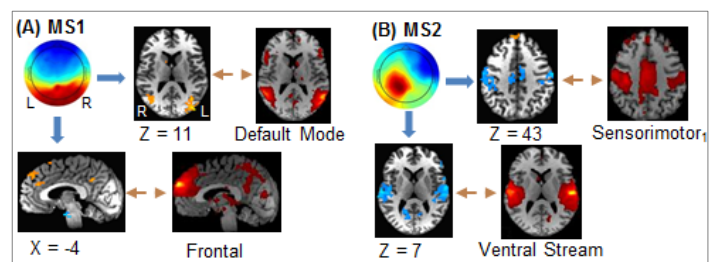 (A) MS1
L R
R L
Z = 11
Default Mode
X = -4
Frontal
(B) MS2
Z = 43
Sensorimotor1
Z = 7
Ventral Stream